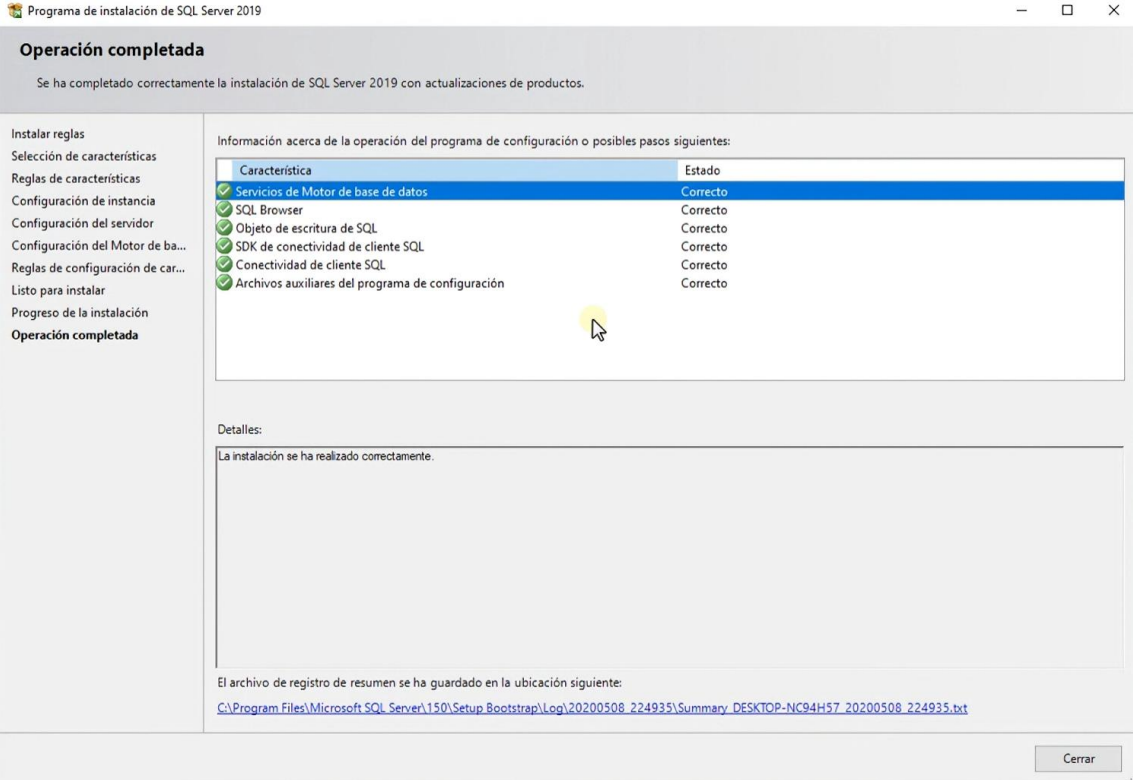 Programa de instalación de SQL Server 2019
Operación completada
Se ha completado correctamente la instalación de SQL Server 2019 con actualizaciones de productos.
Instalar reglas
Selección de características
Reglas de características
Configuración de instancia
Configuración del servidor
Configuración del Motor de ba...
Reglas de configuración de car...
Listo para instalar
Progreso de la instalación
Operación completada
Información acerca de la operación del programa de configuración o posibles pasos siguientes:
Característica Estado
Servicios de Motor de base de datos Correcto
SQL Browser Correcto
Objeto de escritura de SQL Correcto
SDK de conectividad de cliente SQL Correcto
Conectividad de cliente SQL Correcto
Archivos auxiliares del programa de configuración Correcto
Detalles:
La instalación se ha realizado correctamente.
El archivo de registro de resumen se ha guardado en la ubicación siguiente:
C:\Program Files\Microsoft SQL Server\150\Setup Bootstrap\Log\20200508_224935\Summary_DESKTOP-NC94H57_20200508_224935.txt
Cerrar